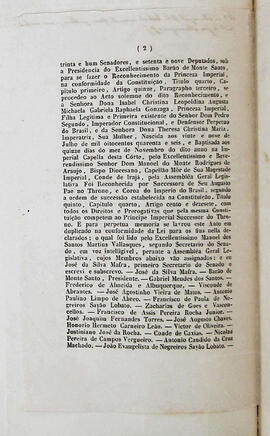 ( 2 )
trinta e hum Senadores, e setenta e nove Deputados, sob
a Presidencia do Excellentissimo Barão de Monte Santo,
para se fazer o Reconhecimento da Princeza Imperial,
na conformidade da Constituição, Titulo quarto, Ca-
pitulo primeiro, Artigo quinze, Paragrapho terceiro, se
procedeo ao Acto solemne do dito Reconhecimento, e
a Senhora Dona Isabel Christina Leopoldina Augusta
Michaela Gabriela Raphaela Gonzaga, Princeza Imperial,
Filha Legitima e Primeira existente do Senhor Dom Pedro
Segundo, Imperador Constitucional, e Deffensor Perpetuo
do Brasil, e da Senhora Dona Theresa Christina Maria,
Imperatriz, Sua Mulher, Nascida aos vinte e nove de
Julho de mil oitocentos quarenta e seis, e Baptisada aos
quinze dias do mez de Novembro do dito anno na Im-
perial Capella desta Côrte, pelo Excellentissimo e Reve-
rendissimo Senhor Dom Manoel do Monte Rodrigues de
Araujo, Bispo Diocesano, Capellão Mór de Sua Magestade
Imperial, Conde de Irajá, pela Assembléa Geral Legis-
lativa Foi Reconhecida por Successora de Seu Augusto
Pae no Throno, e Coroa do Imperio do Brasil, segundo
a ordem de successão estabelecida na Constituição, Titulo
quinto, Capitulo quarto, Artigo cento e dezesete, com
todos os Direitos e Prerogativas que pela mesma Cons-
tituição competem ao Principe Imperial Successor do Thro-
no. E para perpetua memoria se lavrou este Auto em
duplicado na conformidade da Lei para os fins nella de-
clarados: o qual foi lido pelo Excellentissimo Manoel dos
Santos Martins Vallasques, segundo Secretario do Sena-
do, em voz intelligivel, perante a Assembléa Geral Le-
gislativa, cujos Membros abaixo vão assignados; e eu
José da Silva Mafra, primeiro Secretario do Senado o
escrevi e subscrevo. — José da Silva Mafra. — Barão de
Monte Santo, Presidente. — Gabriel Mendes dos Santos. —
Frederico de Almeida e Albuquerque. — Visconde de
Abrantes. — José Agostinho Vieira de Matos. — Antonio
Paulino Limpo de Abreo. — Francisco de Paula de Ne-
greiros Sayão Lobato. — Zacharias de Goes e Vascon-
cellos. — Francisco de Assis Pereira Rocha Junior. —
José Joaquim Fernandes Torres. — José Augusto Chaves. —
Honorio Hermeto Carneiro Leão. — Victor de Oliveira. —
Justiniano José da Rocha. — Conde de Caxias. — Nicolao
Pereira de Campos Vergueiro. — Antonio Candido da Cruz
Machado. — João Evangelista de Negreiros Sayão Lobato. —